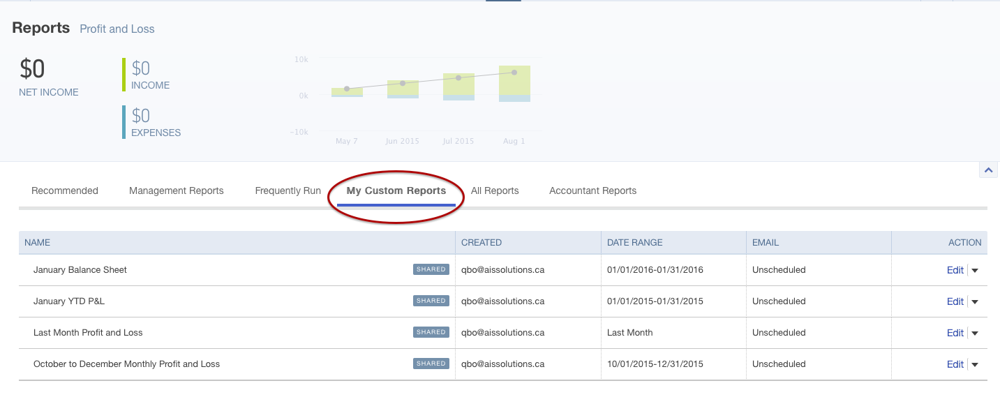 Reports Profit and Loss
$0
NET INCOME
$0
INCOME
$0
EXPENSES
10k
0k
-10k
May 7 Jun 2015 Jul 2015 Aug 1
Recommended Management Reports Frequently Run My Custom Reports All Reports Accountant Reports
NAME CREATED DATE RANGE EMAIL ACTION
January Balance Sheet SHARED qbo@aissolutions.ca 01/01/2016-01/31/2016 Unscheduled Edit
January YTD P&L SHARED qbo@aissolutions.ca 01/01/2015-01/31/2015 Unscheduled Edit
Last Month Profit and Loss SHARED qbo@aissolutions.ca Last Month Unscheduled Edit
October to December Monthly Profit and Loss SHARED qbo@aissolutions.ca 10/01/2015-12/31/2015 Unscheduled Edit